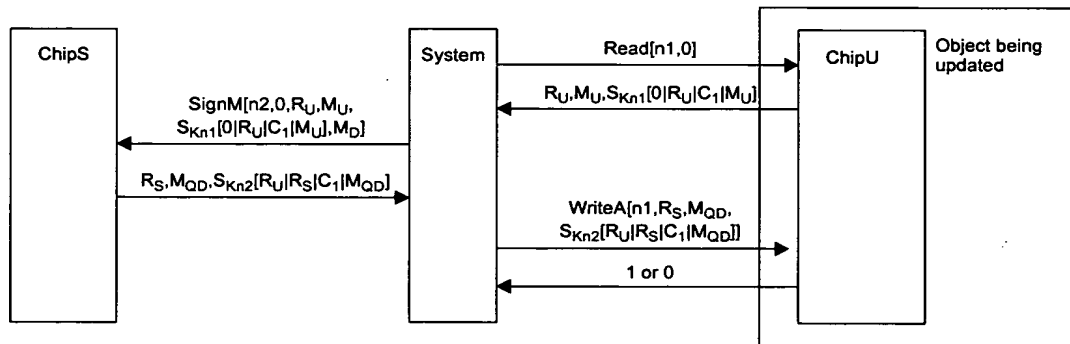 ChipS
System
ChipU
Object being
updated
Read[n1,0]
R_U,M_U,S_Kn1[0|R_U|C_1|M_U]
SignM[n2,0,R_U,M_U,
S_Kn1[0|R_U|C_1|M_U],M_D]
R_S,M_QD,S_Kn2[R_U|R_S|C_1|M_QD]
WriteA[n1,R_S,M_QD,
S_Kn2[R_U|R_S|C_1|M_QD]]
1 or 0